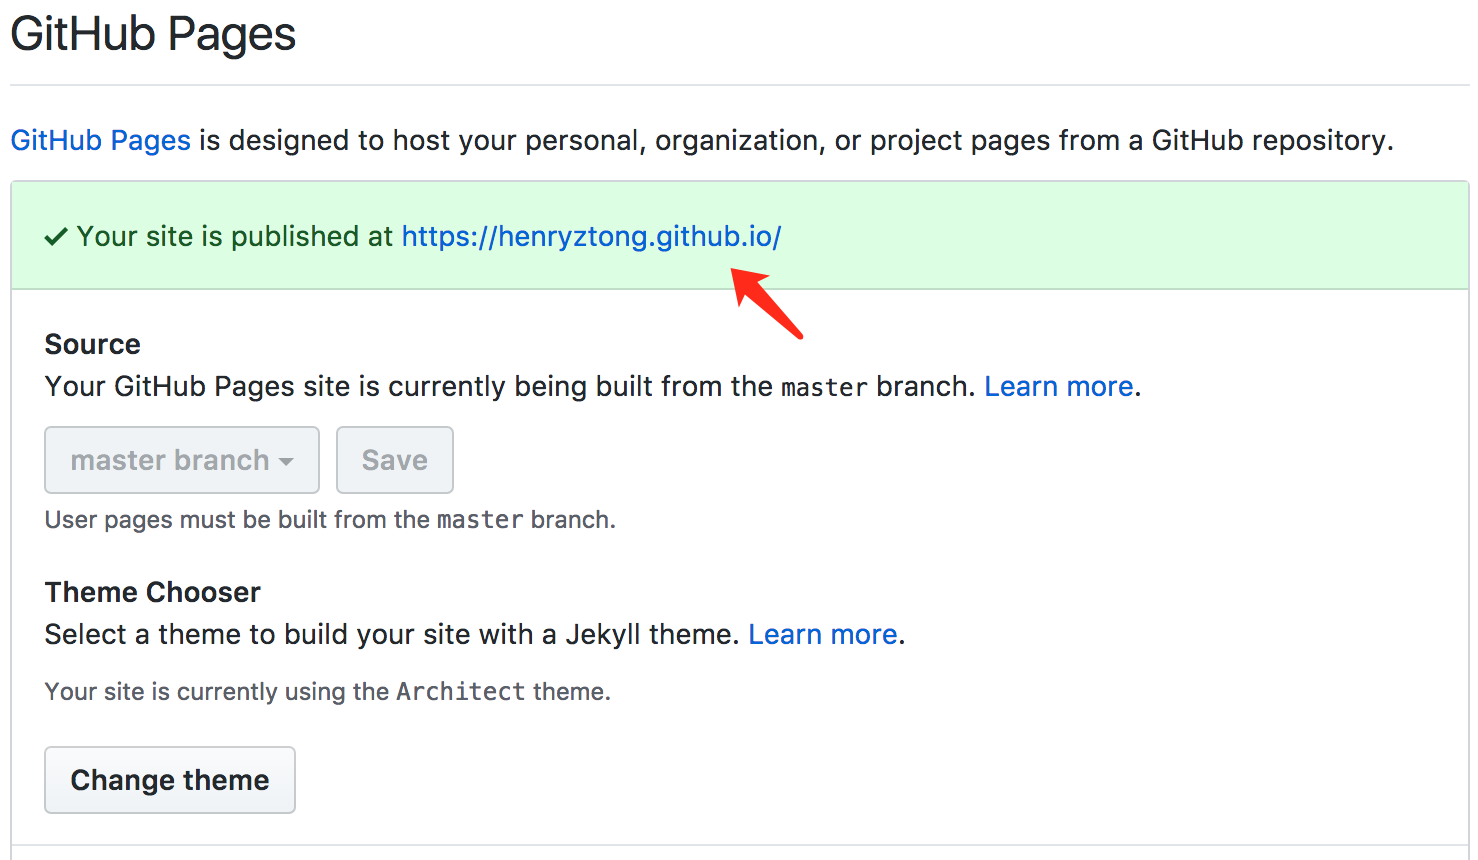 GitHub Pages
GitHub Pages is designed to host your personal, organization, or project pages from a GitHub repository.
Your site is published at https://henryztong.github.io/
Source
Your GitHub Pages site is currently being built from the master branch. Learn more.
master branch
Save
User pages must be built from the master branch.
Theme Chooser
Select a theme to build your site with a Jekyll theme. Learn more.
Your site is currently using the Architect theme.
Change theme